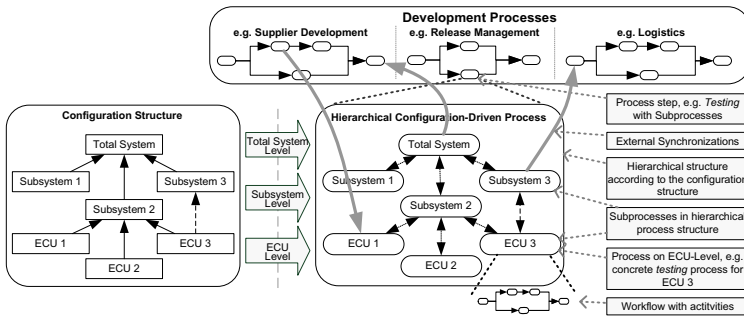 Development Processes
e.g. Supplier Development
e.g. Release Management
e.g. Logistics
Configuration Structure
Total System
Subsystem 1
Subsystem 3
Subsystem 2
ECU 1
ECU 3
ECU 2
Total System
Level
Subsystem
Level
ECU
Level
Hierarchical Configuration-Driven Process
Total System
Subsystem 1
Subsystem 3
Subsystem 2
ECU 1
ECU 3
ECU 2
Process step, e.g. Testing
with Subprocesses
External Synchronizations
Hierarchical structure
according to the configuration
structure
Subprocesses in hierarchical
process structure
Process on ECU-Level, e.g.
concrete testing process for
ECU 3
Workflow with actitvities